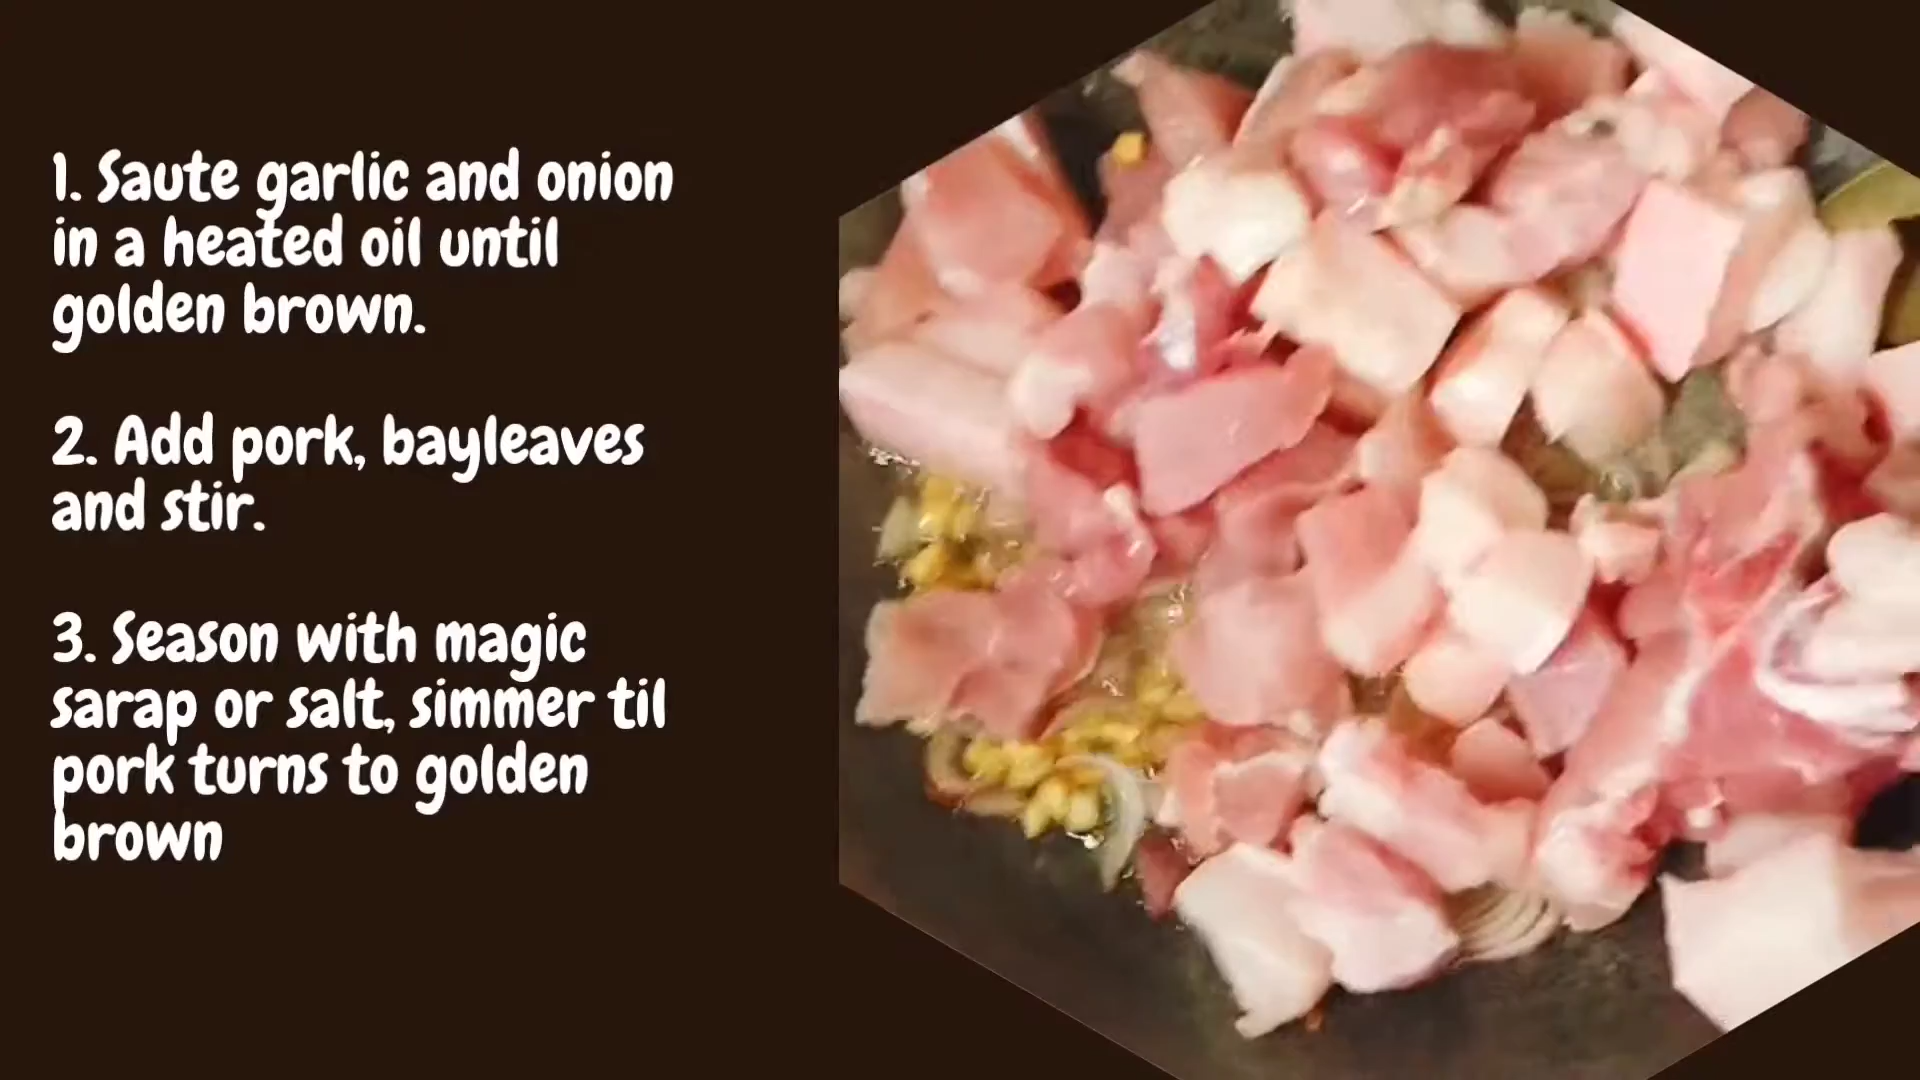 1. Saute garlic and onion
in a heated oil until
golden brown.
2. Add pork, bayleaves
and stir.
3. Season with magic
sarap or salt, simmer til
pork turns to golden
brown